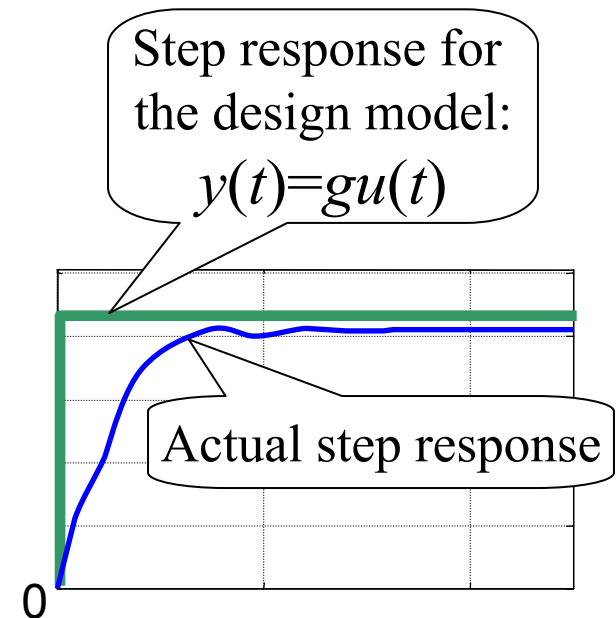 Step response for
the design model:
y(t)=gu(t)
Actual step response
0